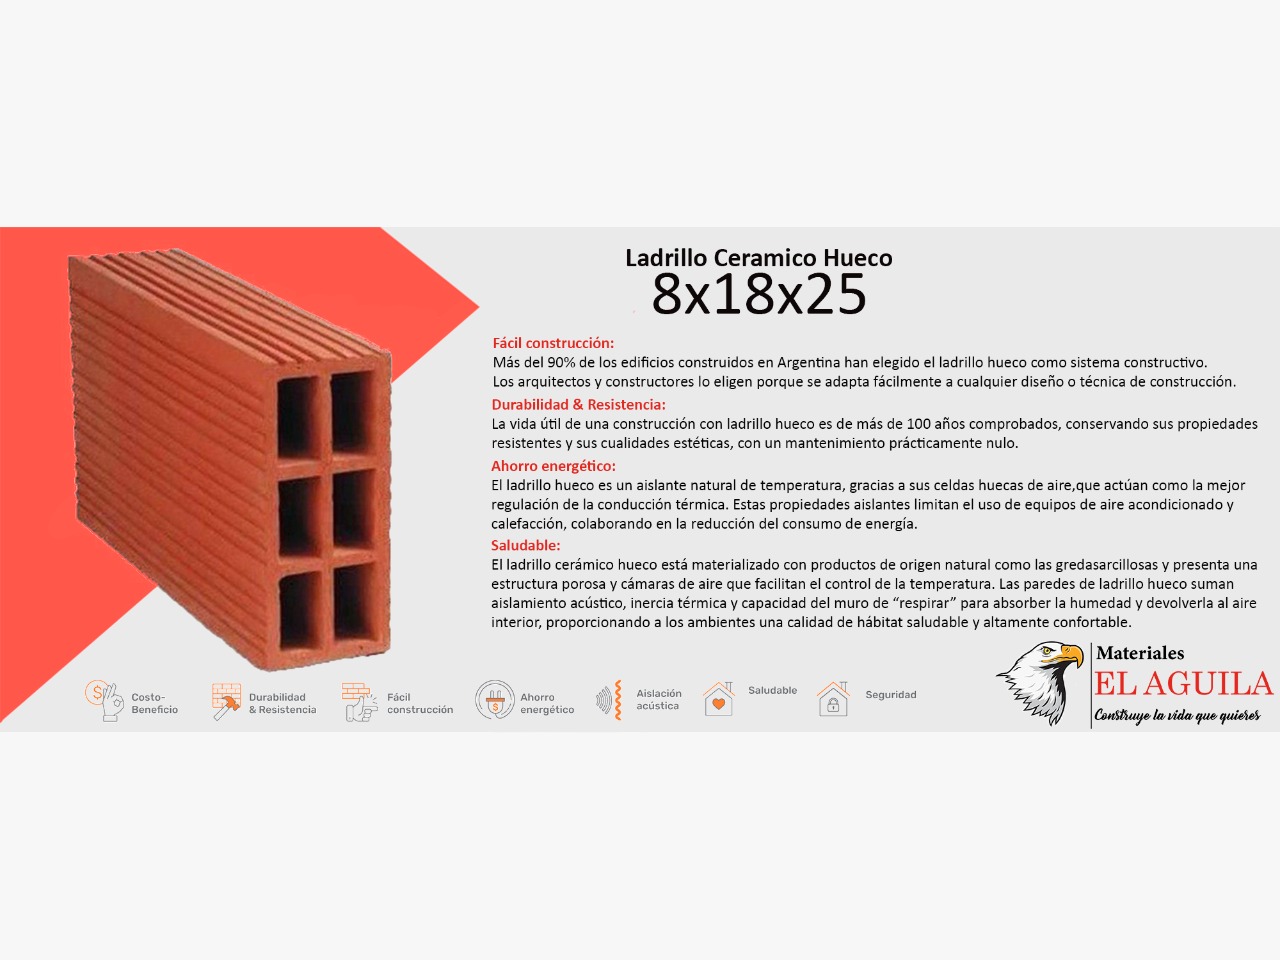 Ladrillo Ceramico Hueco
8x18x25
Fácil construcción:
Más del 90% de los edificios construidos en Argentina han elegido el ladrillo hueco como sistema constructivo.
Los arquitectos y constructores lo eligen porque se adapta fácilmente a cualquier diseño o técnica de construcción.
Durabilidad & Resistencia:
La vida útil de una construcción con ladrillo hueco es de más de 100 años comprobados, conservando sus propiedades
resistentes y sus cualidades estéticas, con un mantenimiento prácticamente nulo.
Ahorro energético:
El ladrillo hueco es un aislante natural de temperatura, gracias a sus celdas huecas de aire,que actúan como la mejor
regulación de la conducción térmica. Estas propiedades aislantes limitan el uso de equipos de aire acondicionado y
calefacción, colaborando en la reducción del consumo de energía.
Saludable:
El ladrillo cerámico hueco está materializado con productos de origen natural como las gredasarcillosas y presenta una
estructura porosa y cámaras de aire que facilitan el control de la temperatura. Las paredes de ladrillo hueco suman
aislamiento acústico, inercia térmica y capacidad del muro de “respirar” para absorber la humedad y devolverla al aire
interior, proporcionando a los ambientes una calidad de hábitat saludable y altamente confortable.
$
Costo-
Beneficio
Durabilidad
& Resistencia
Fácil
construcción
$
Ahorro
energético
Aislación
acústica
Saludable
Seguridad
Materiales
EL AGUILA
Construye la vida que quieres